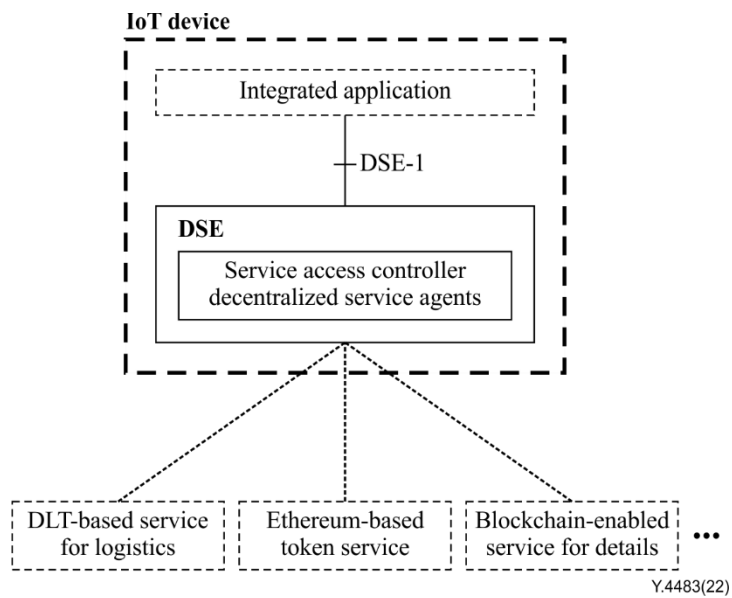 IoT device
Integrated application
DSE-1
DSE
Service access controller
decentralized service agents
DLT-based service
for logistics
Ethereum-based
token service
Blockchain-enabled
service for details
...
Y.4483(22)